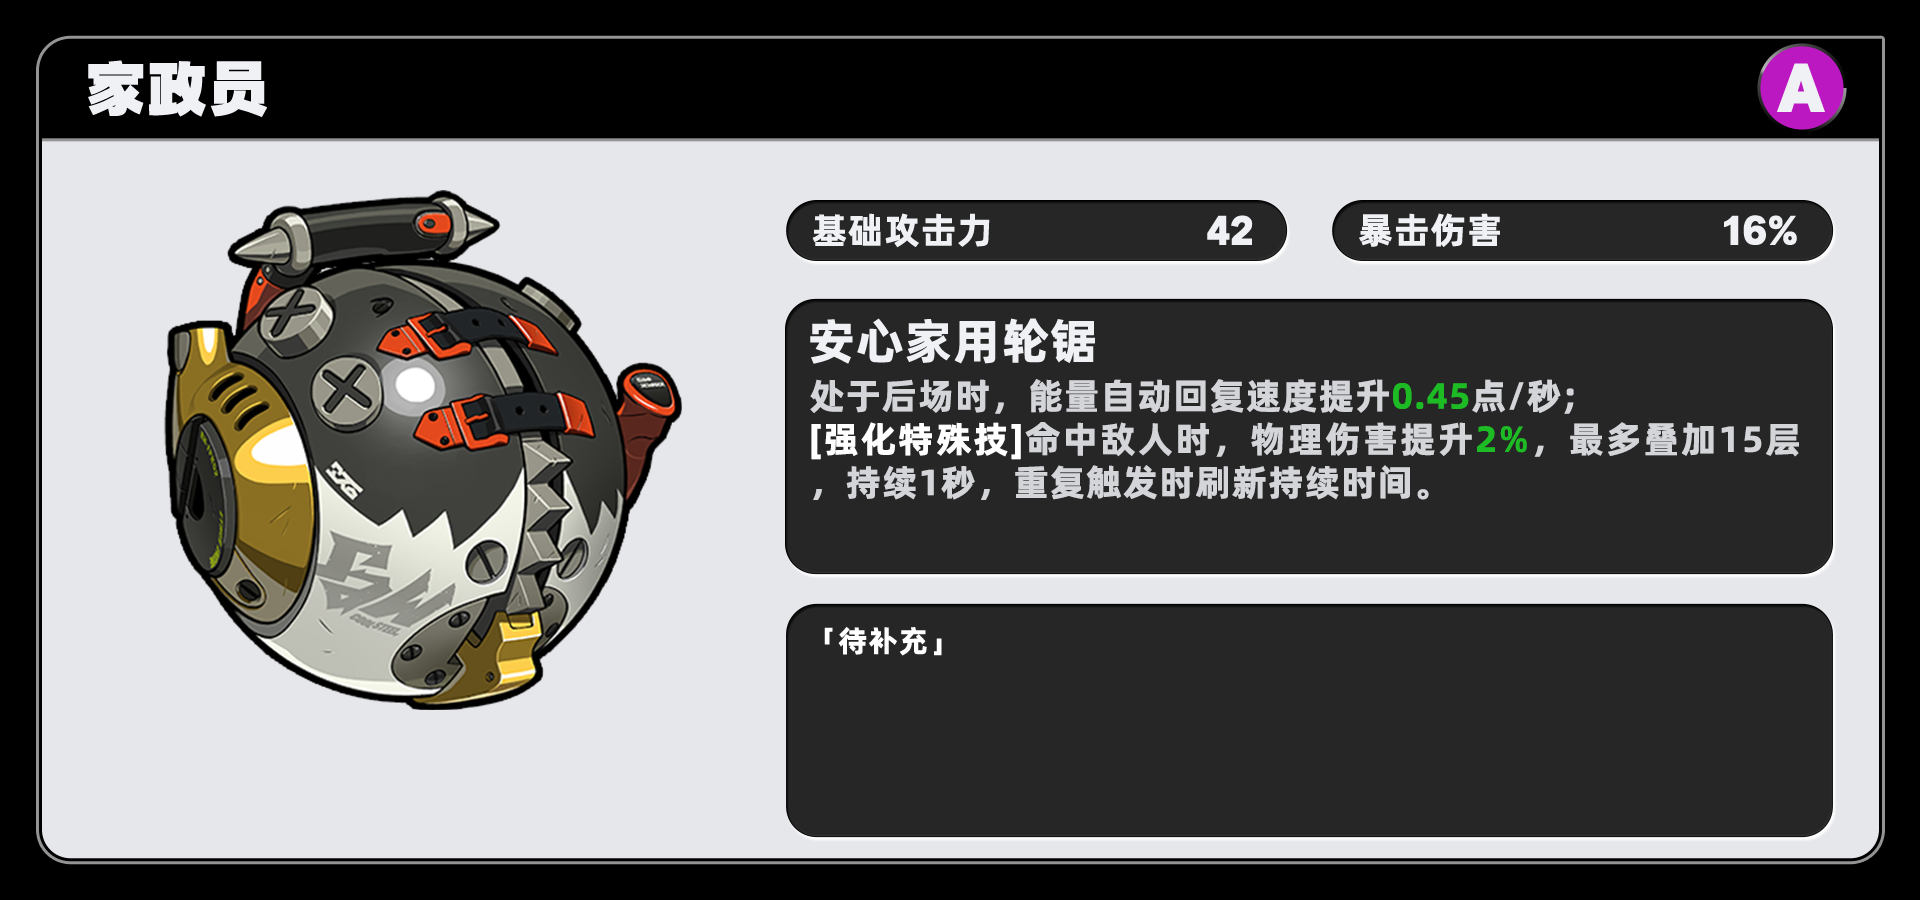 家政员
A
基础攻击力 42
暴击伤害 16%
安心家用轮锯
处于后场时，能量自动回复速度提升0.45点/秒；
[强化特殊技]命中敌人时，物理伤害提升2%，最多叠加15层
，持续1秒，重复触发时刷新持续时间。
「待补充」
COOL-STEEL